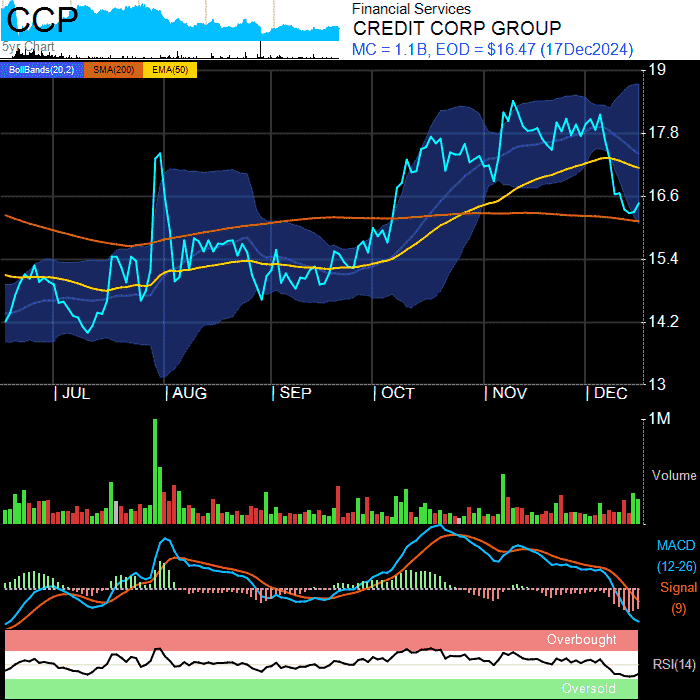 CCP
5yr Chart
Financial Services
CREDIT CORP GROUP
MC = 1.1B, EOD = $16.47 (17Dec2024)
BollBands(20,2) SMA(200) EMA(50)
19
17.8
16.6
15.4
14.2
13
| JUL | AUG | SEP | OCT | NOV | DEC
1M
Volume
MACD
(12-26)
Signal
(9)
Overbought
RSI(14)
Oversold